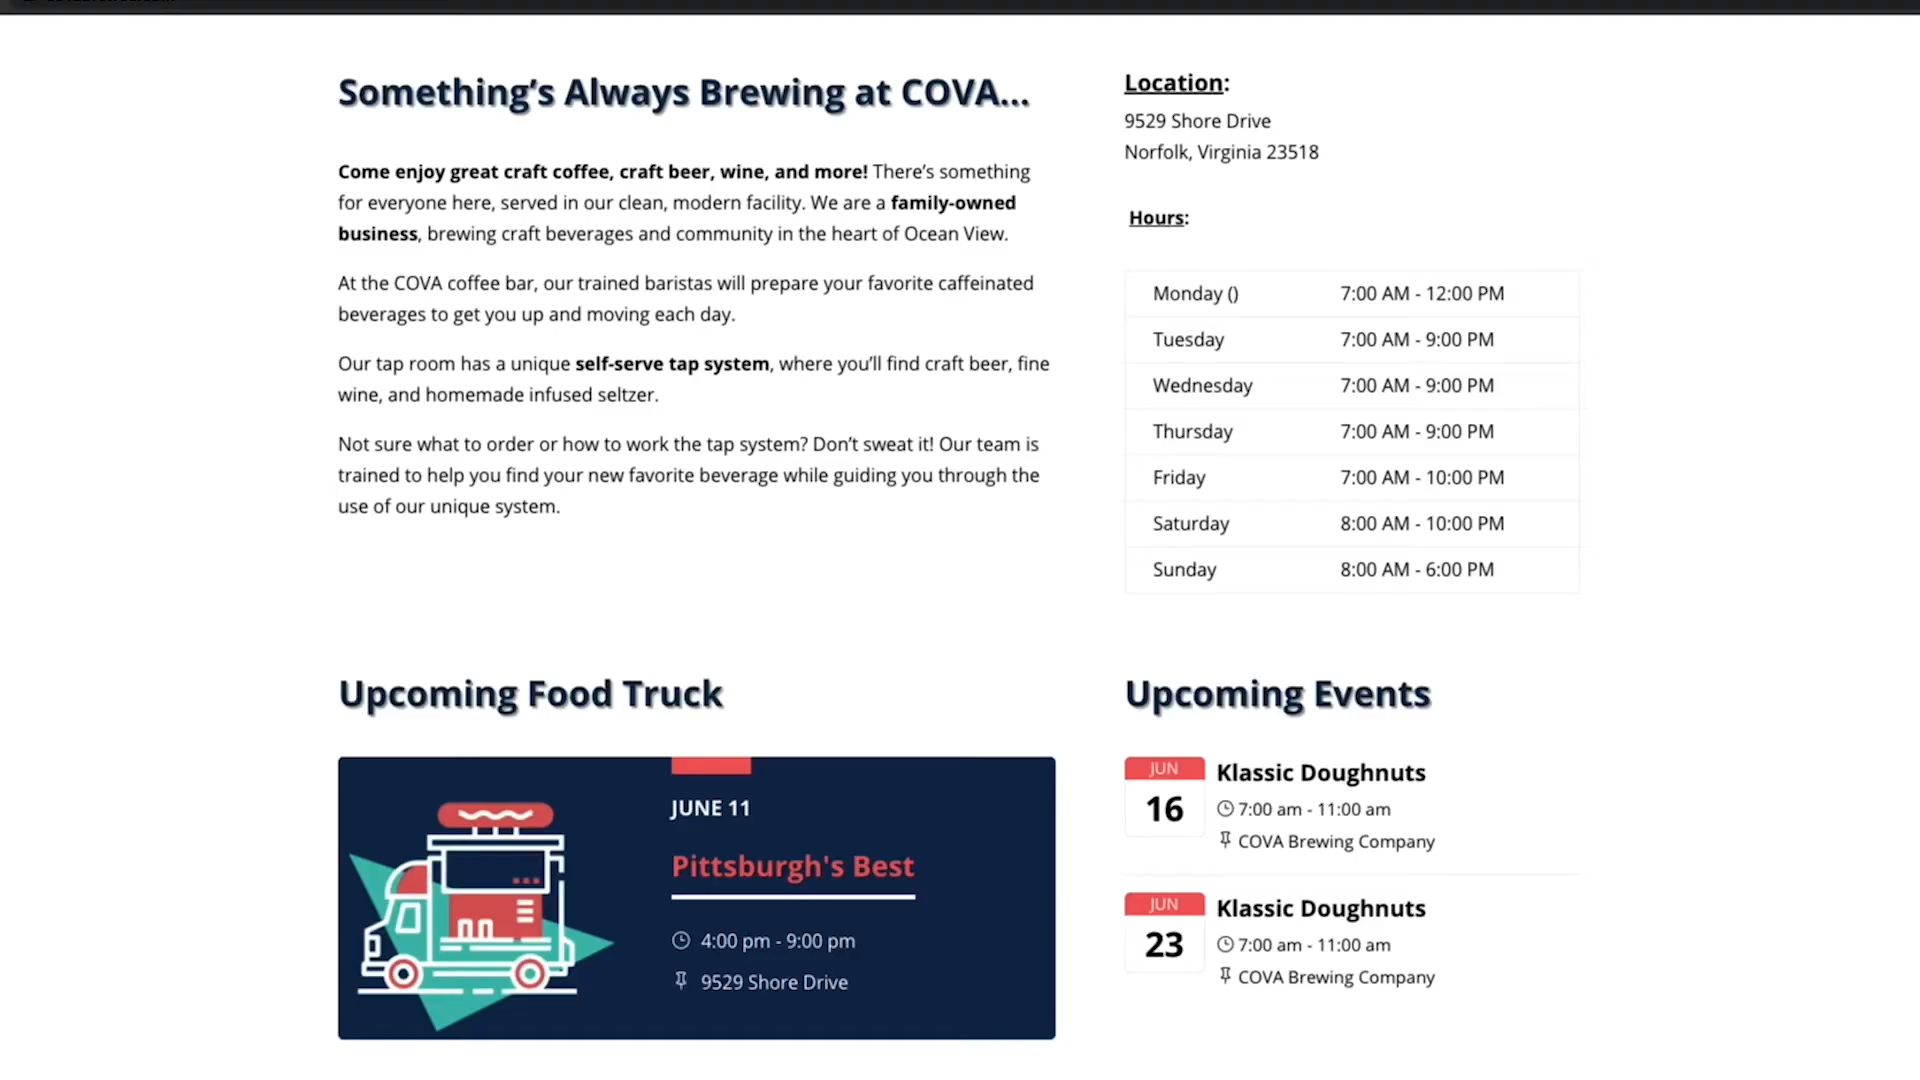 Something's Always Brewing at COVA...
Come enjoy great craft coffee, craft beer, wine, and more! There's something
for everyone here, served in our clean, modern facility. We are a family-owned
business, brewing craft beverages and community in the heart of Ocean View.
At the COVA coffee bar, our trained baristas will prepare your favorite caffeinated
beverages to get you up and moving each day.
Our tap room has a unique self-serve tap system, where you'll find craft beer, fine
wine, and homemade infused seltzer.
Not sure what to order or how to work the tap system? Don't sweat it! Our team is
trained to help you find your new favorite beverage while guiding you through the
use of our unique system.
Location:
9529 Shore Drive
Norfolk, Virginia 23518
Hours:
Monday () 7:00 AM - 12:00 PM
Tuesday 7:00 AM - 9:00 PM
Wednesday 7:00 AM - 9:00 PM
Thursday 7:00 AM - 9:00 PM
Friday 7:00 AM - 10:00 PM
Saturday 8:00 AM - 10:00 PM
Sunday 8:00 AM - 6:00 PM
Upcoming Food Truck
JUNE 11
Pittsburgh's Best
4:00 pm - 9:00 pm
9529 Shore Drive
Upcoming Events
JUN
16
Klassic Doughnuts
7:00 am - 11:00 am
COVA Brewing Company
JUN
23
Klassic Doughnuts
7:00 am - 11:00 am
COVA Brewing Company